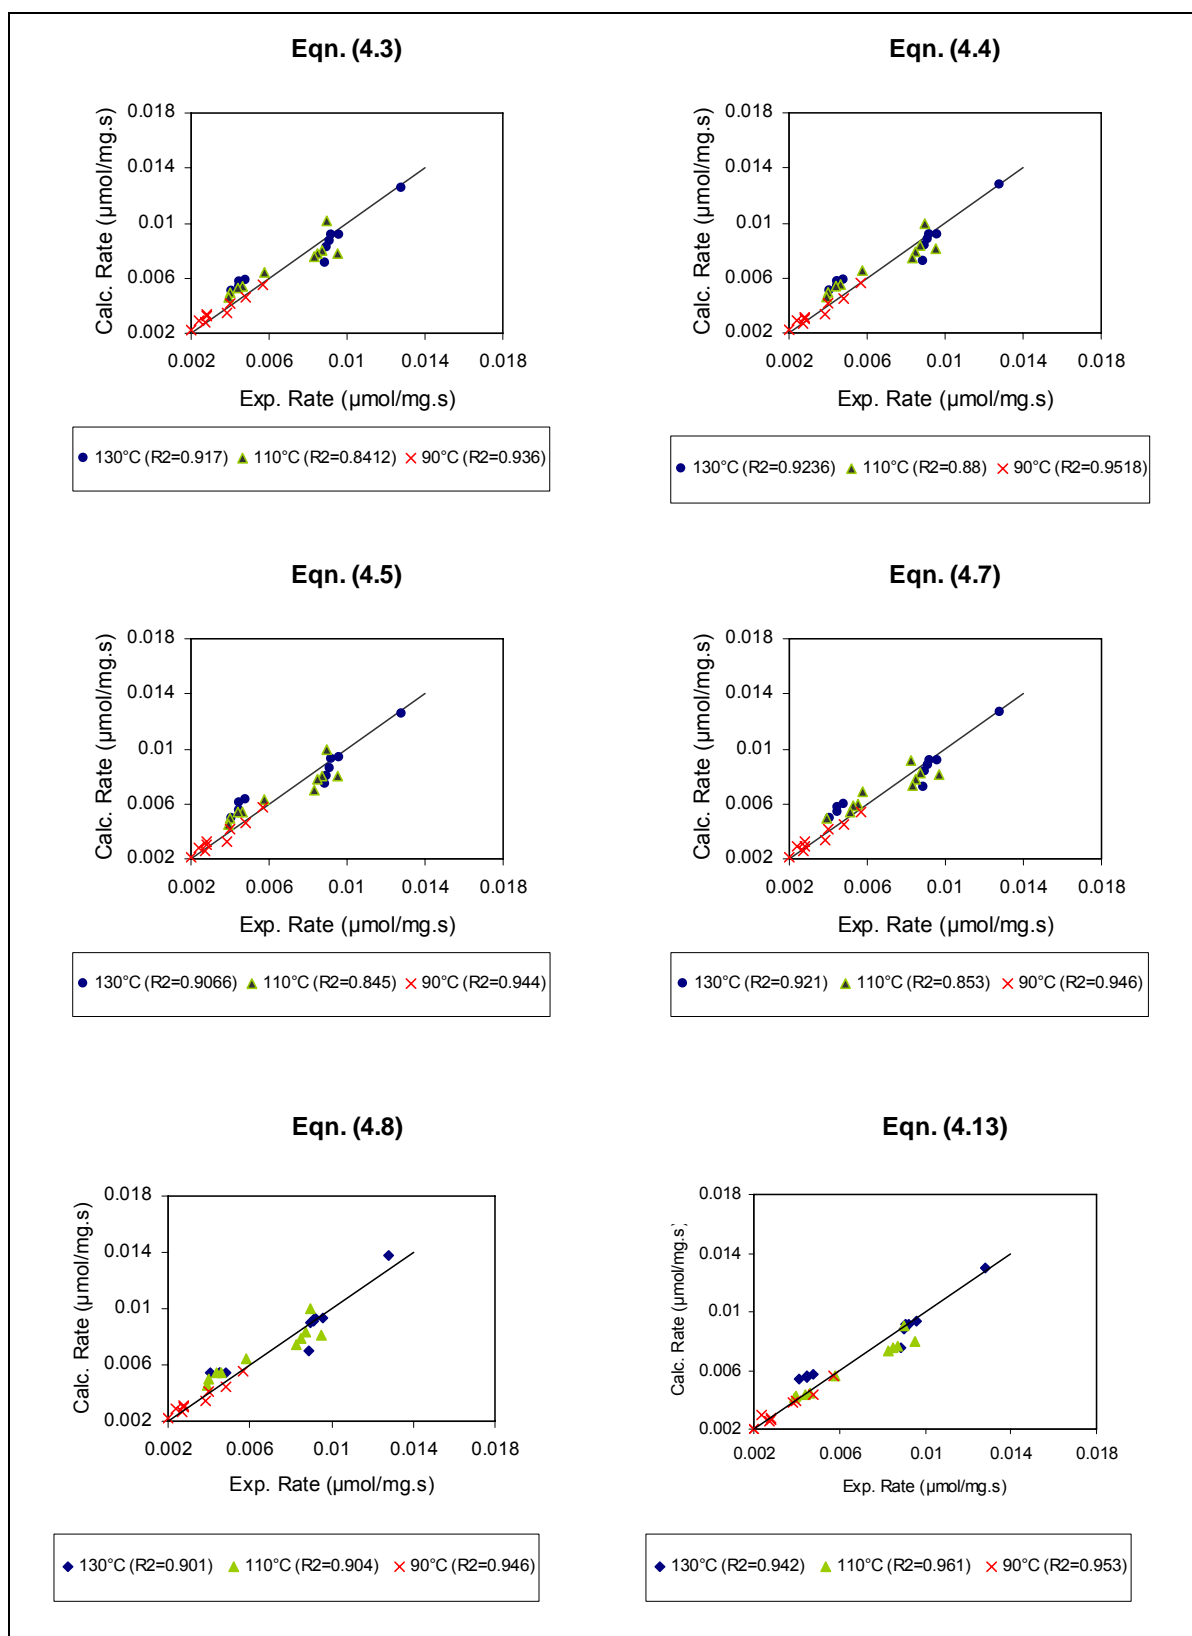 Eqn. (4.3)
0.018
0.014
0.01
0.006
0.002
Calc. Rate (µmol/mg.s)
0.002 0.006 0.01 0.014 0.018
Exp. Rate (µmol/mg.s)
130°C (R2=0.917) 110°C (R2=0.8412) 90°C (R2=0.936)
Eqn. (4.4)
0.018
0.014
0.01
0.006
0.002
Calc. Rate (µmol/mg.s)
0.002 0.006 0.01 0.014 0.018
Exp. Rate (µmol/mg.s)
130°C (R2=0.9236) 110°C (R2=0.88) 90°C (R2=0.9518)
Eqn. (4.5)
0.018
0.014
0.01
0.006
0.002
Calc. Rate (µmol/mg.s)
0.002 0.006 0.01 0.014 0.018
Exp. Rate (µmol/mg.s)
130°C (R2=0.9066) 110°C (R2=0.845) 90°C (R2=0.944)
Eqn. (4.7)
0.018
0.014
0.01
0.006
0.002
Calc. Rate (µmol/mg.s)
0.002 0.006 0.01 0.014 0.018
Exp. Rate (µmol/mg.s)
130°C (R2=0.921) 110°C (R2=0.853) 90°C (R2=0.946)
Eqn. (4.8)
0.018
0.014
0.01
0.006
0.002
Calc. Rate (µmol/mg.s)
0.002 0.006 0.01 0.014 0.018
Exp. Rate (µmol/mg.s)
130°C (R2=0.901) 110°C (R2=0.904) 90°C (R2=0.946)
Eqn. (4.13)
0.018
0.014
0.01
0.006
0.002
Calc. Rate (µmol/mg.s)
0.002 0.006 0.01 0.014 0.018
Exp. Rate (µmol/mg.s)
130°C (R2=0.942) 110°C (R2=0.961) 90°C (R2=0.953)